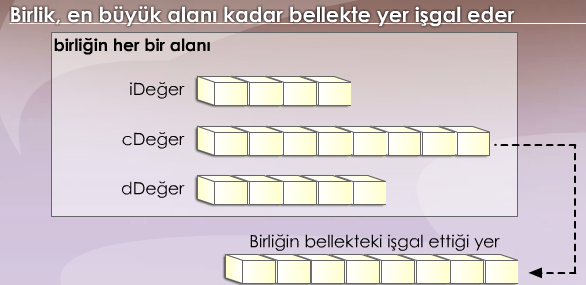 Birlik, en büyük alanı kadar bellekte yer işgal eder
birliğin her bir alanı
iDeğer
cDeğer
dDeğer
Birliğin bellekteki işgal ettiği yer